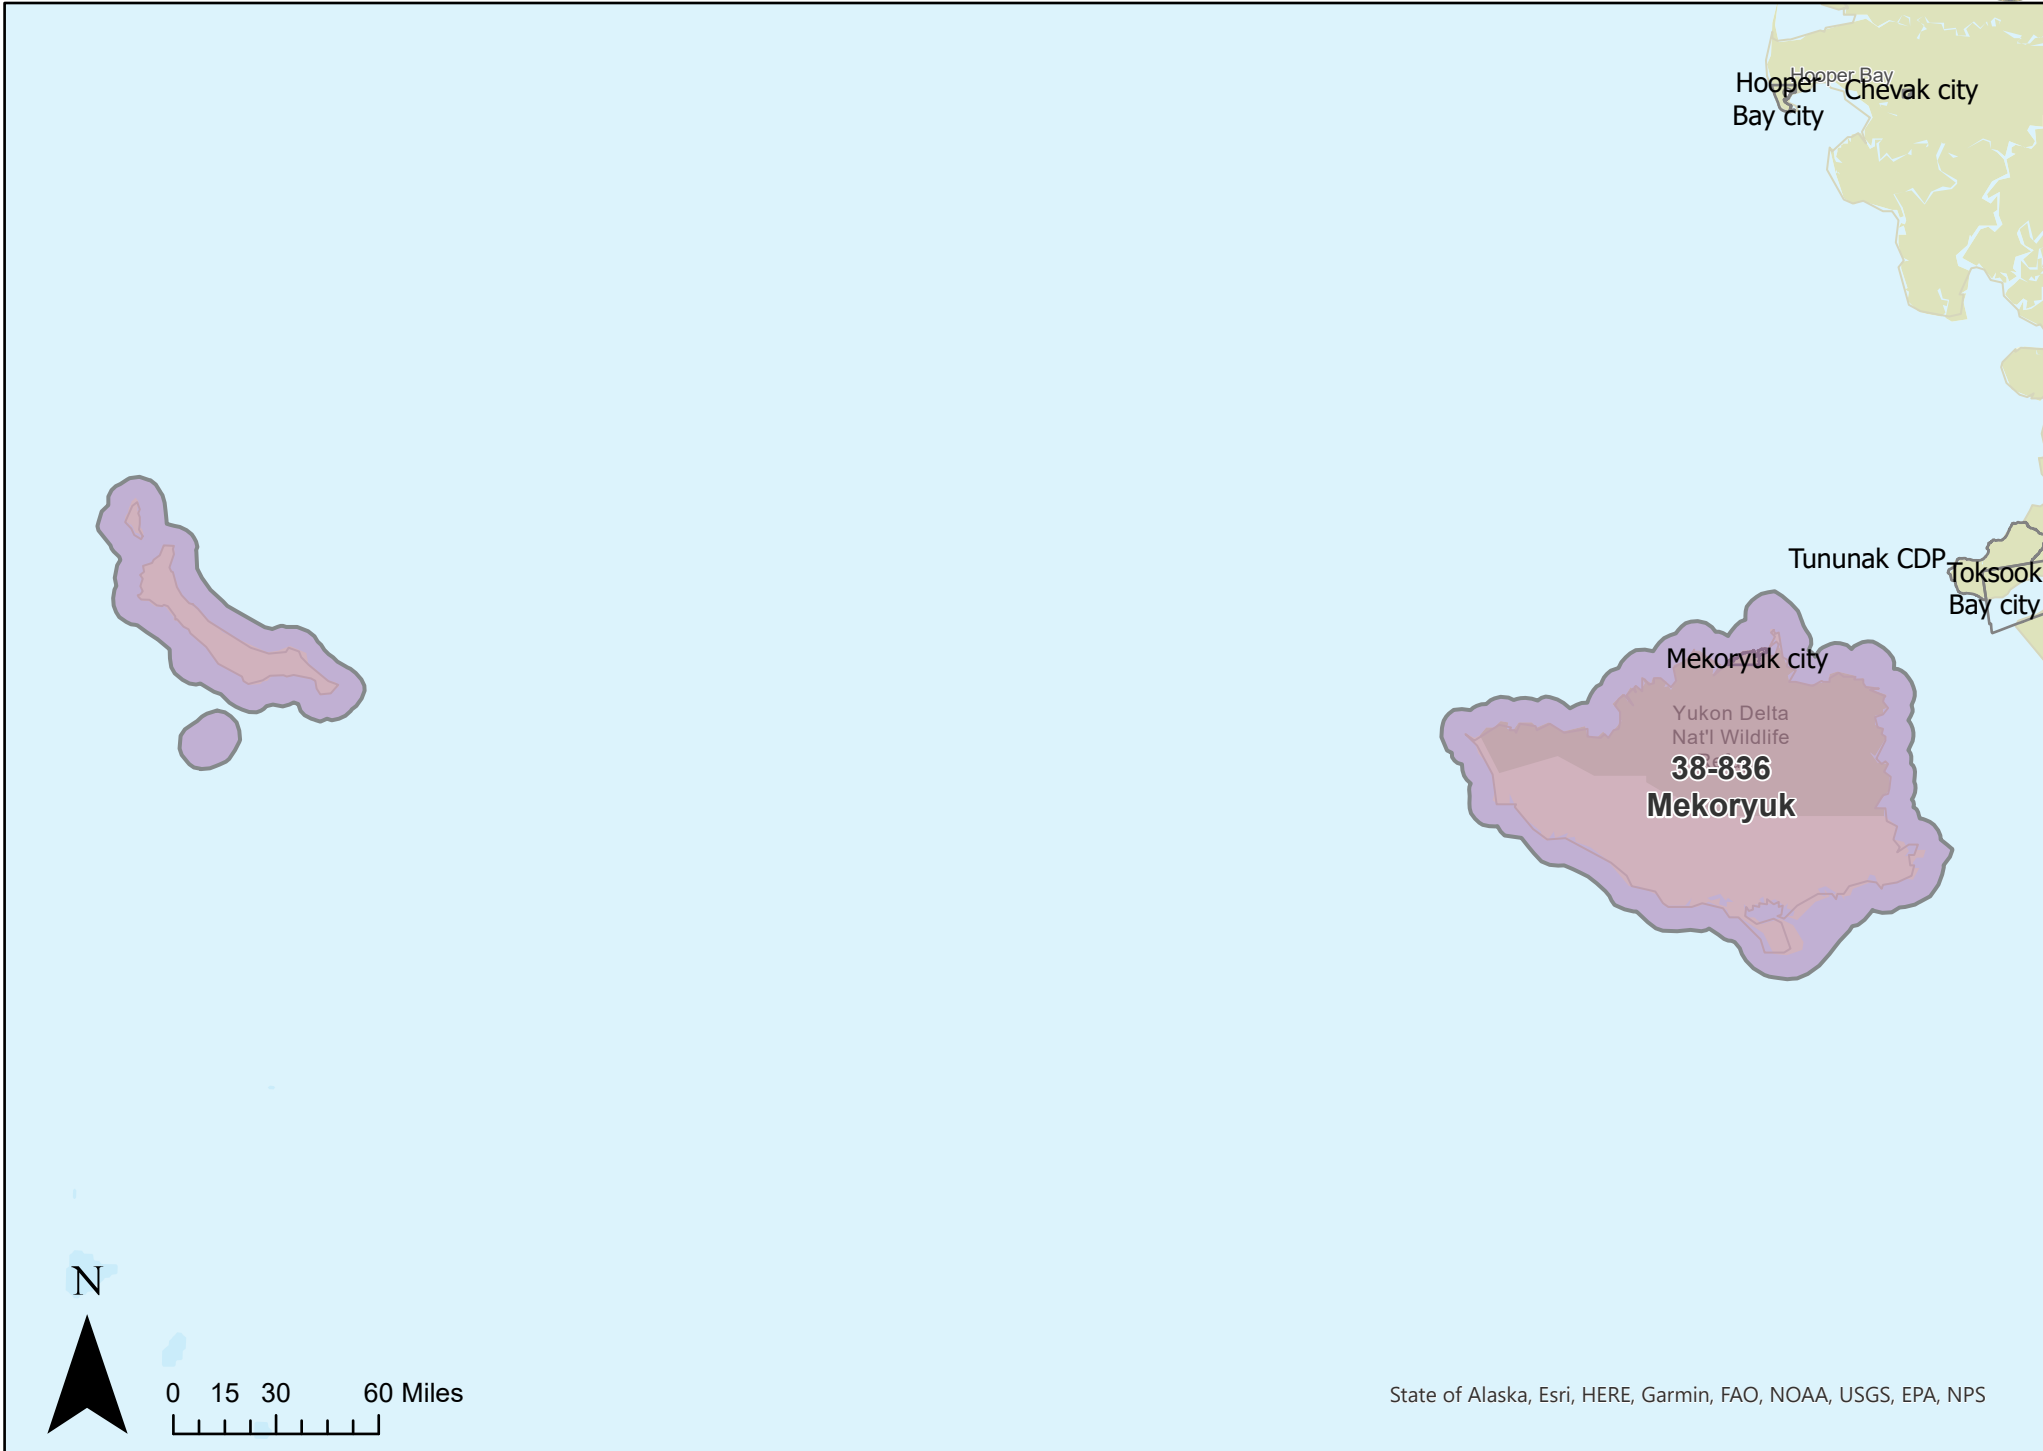 Hooper Bay
Hooper
Bay city
Chevak city
Tununak CDP
Toksook
Bay city
Mekoryuk city
Yukon Delta
Nat'l Wildlife
38-836
Mekoryuk
N
0 15 30 60 Miles
State of Alaska, Esri, HERE, Garmin, FAO, NOAA, USGS, EPA, NPS